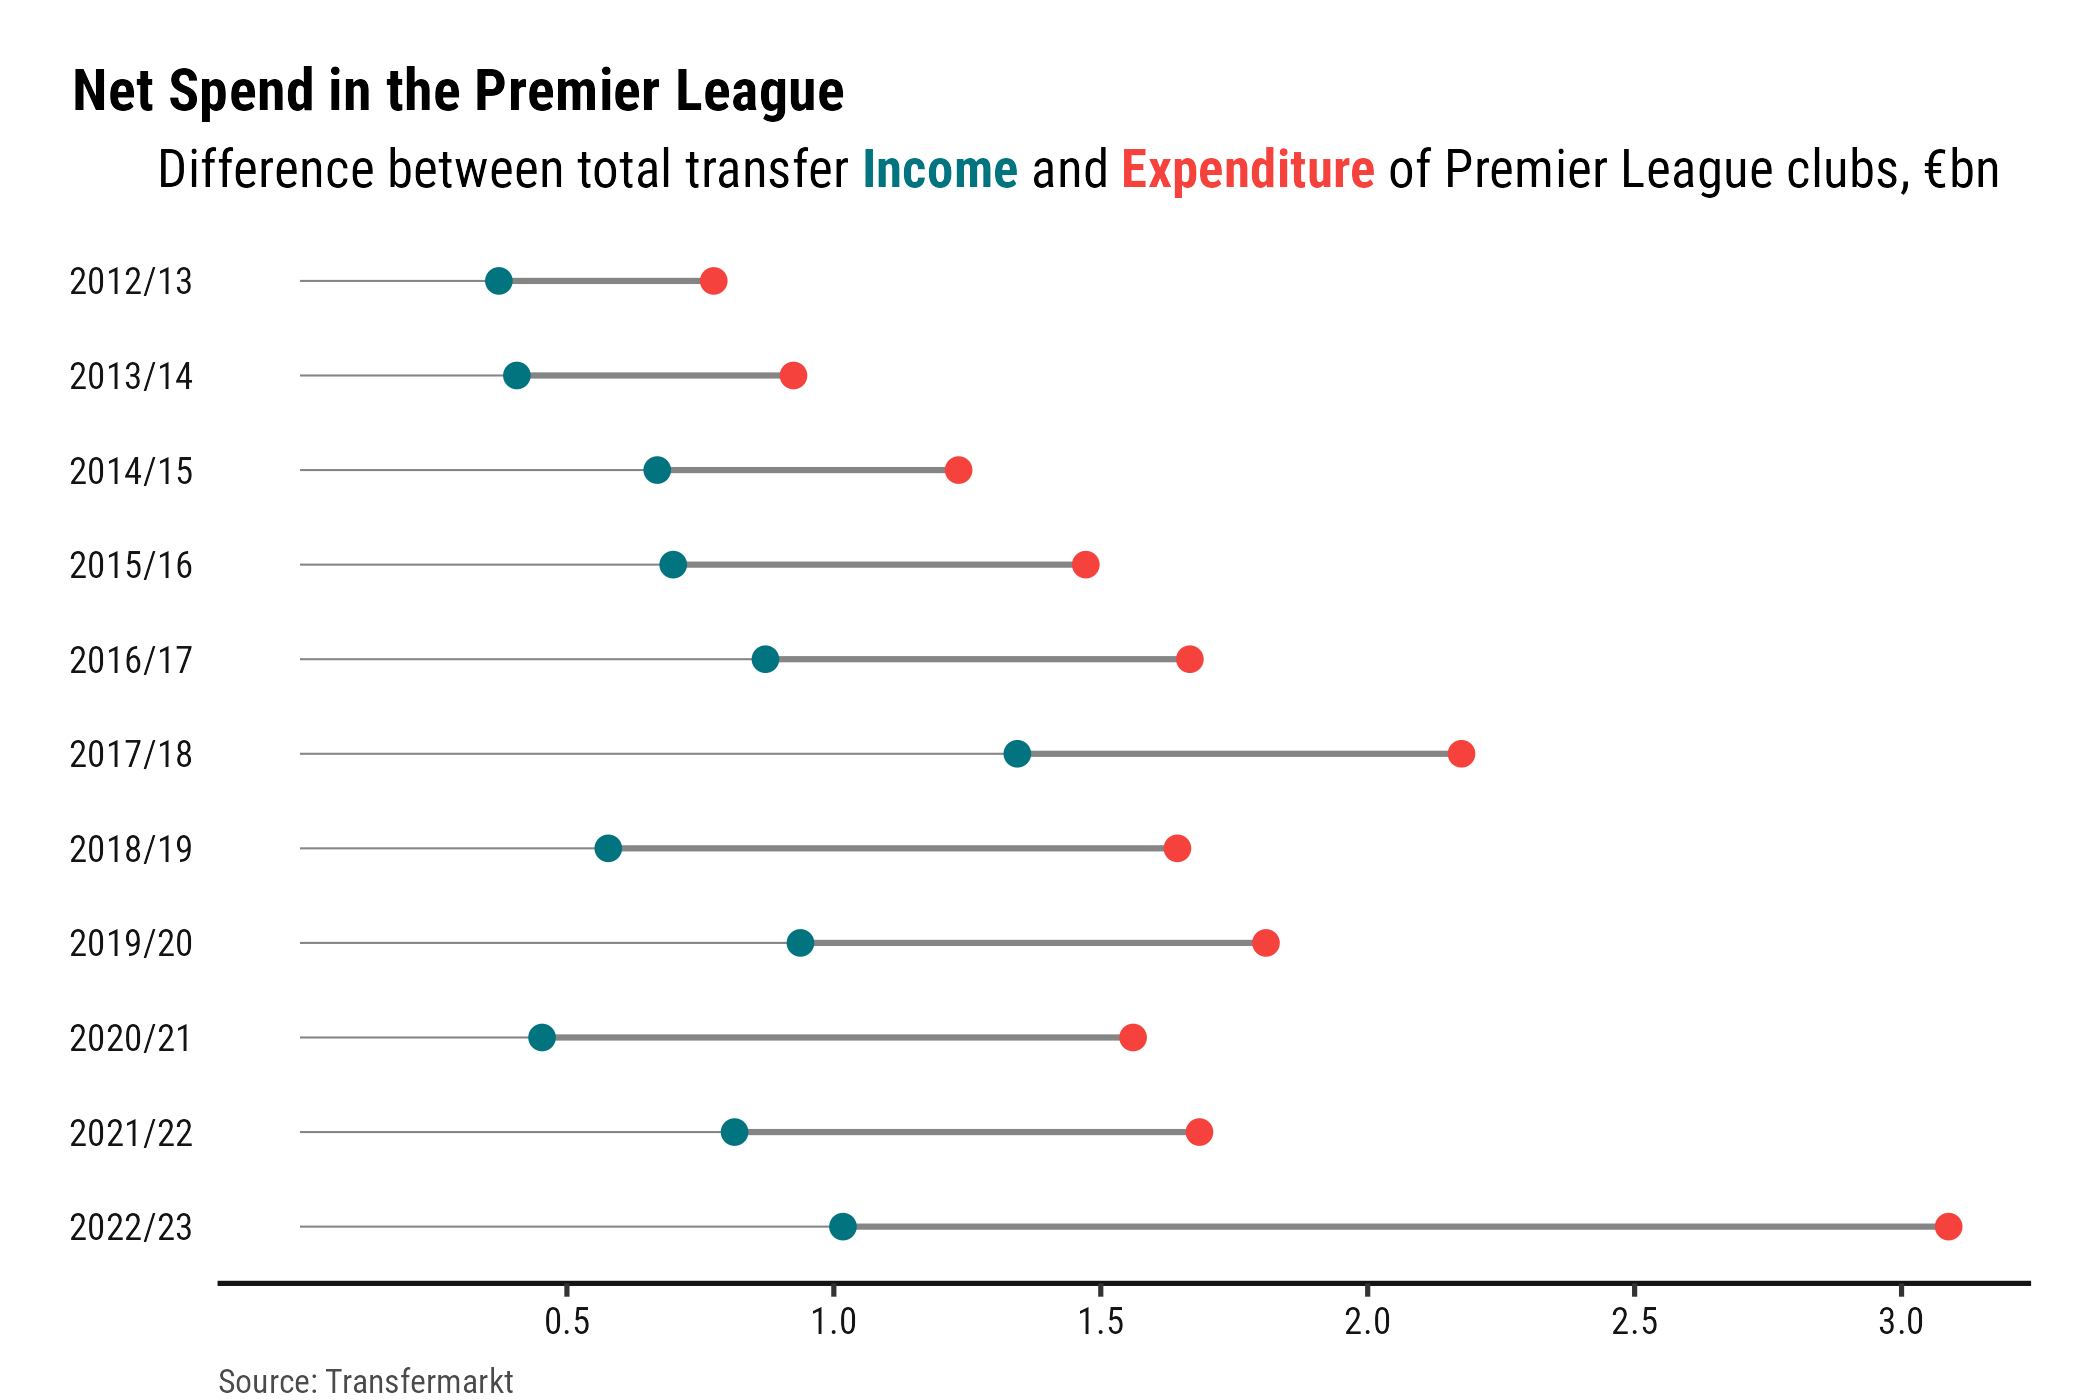 Net Spend in the Premier League
Difference between total transfer Income and Expenditure of Premier League clubs, €bn
2012/13
2013/14
2014/15
2015/16
2016/17
2017/18
2018/19
2019/20
2020/21
2021/22
2022/23
0.5 1.0 1.5 2.0 2.5 3.0
Source: Transfermarkt